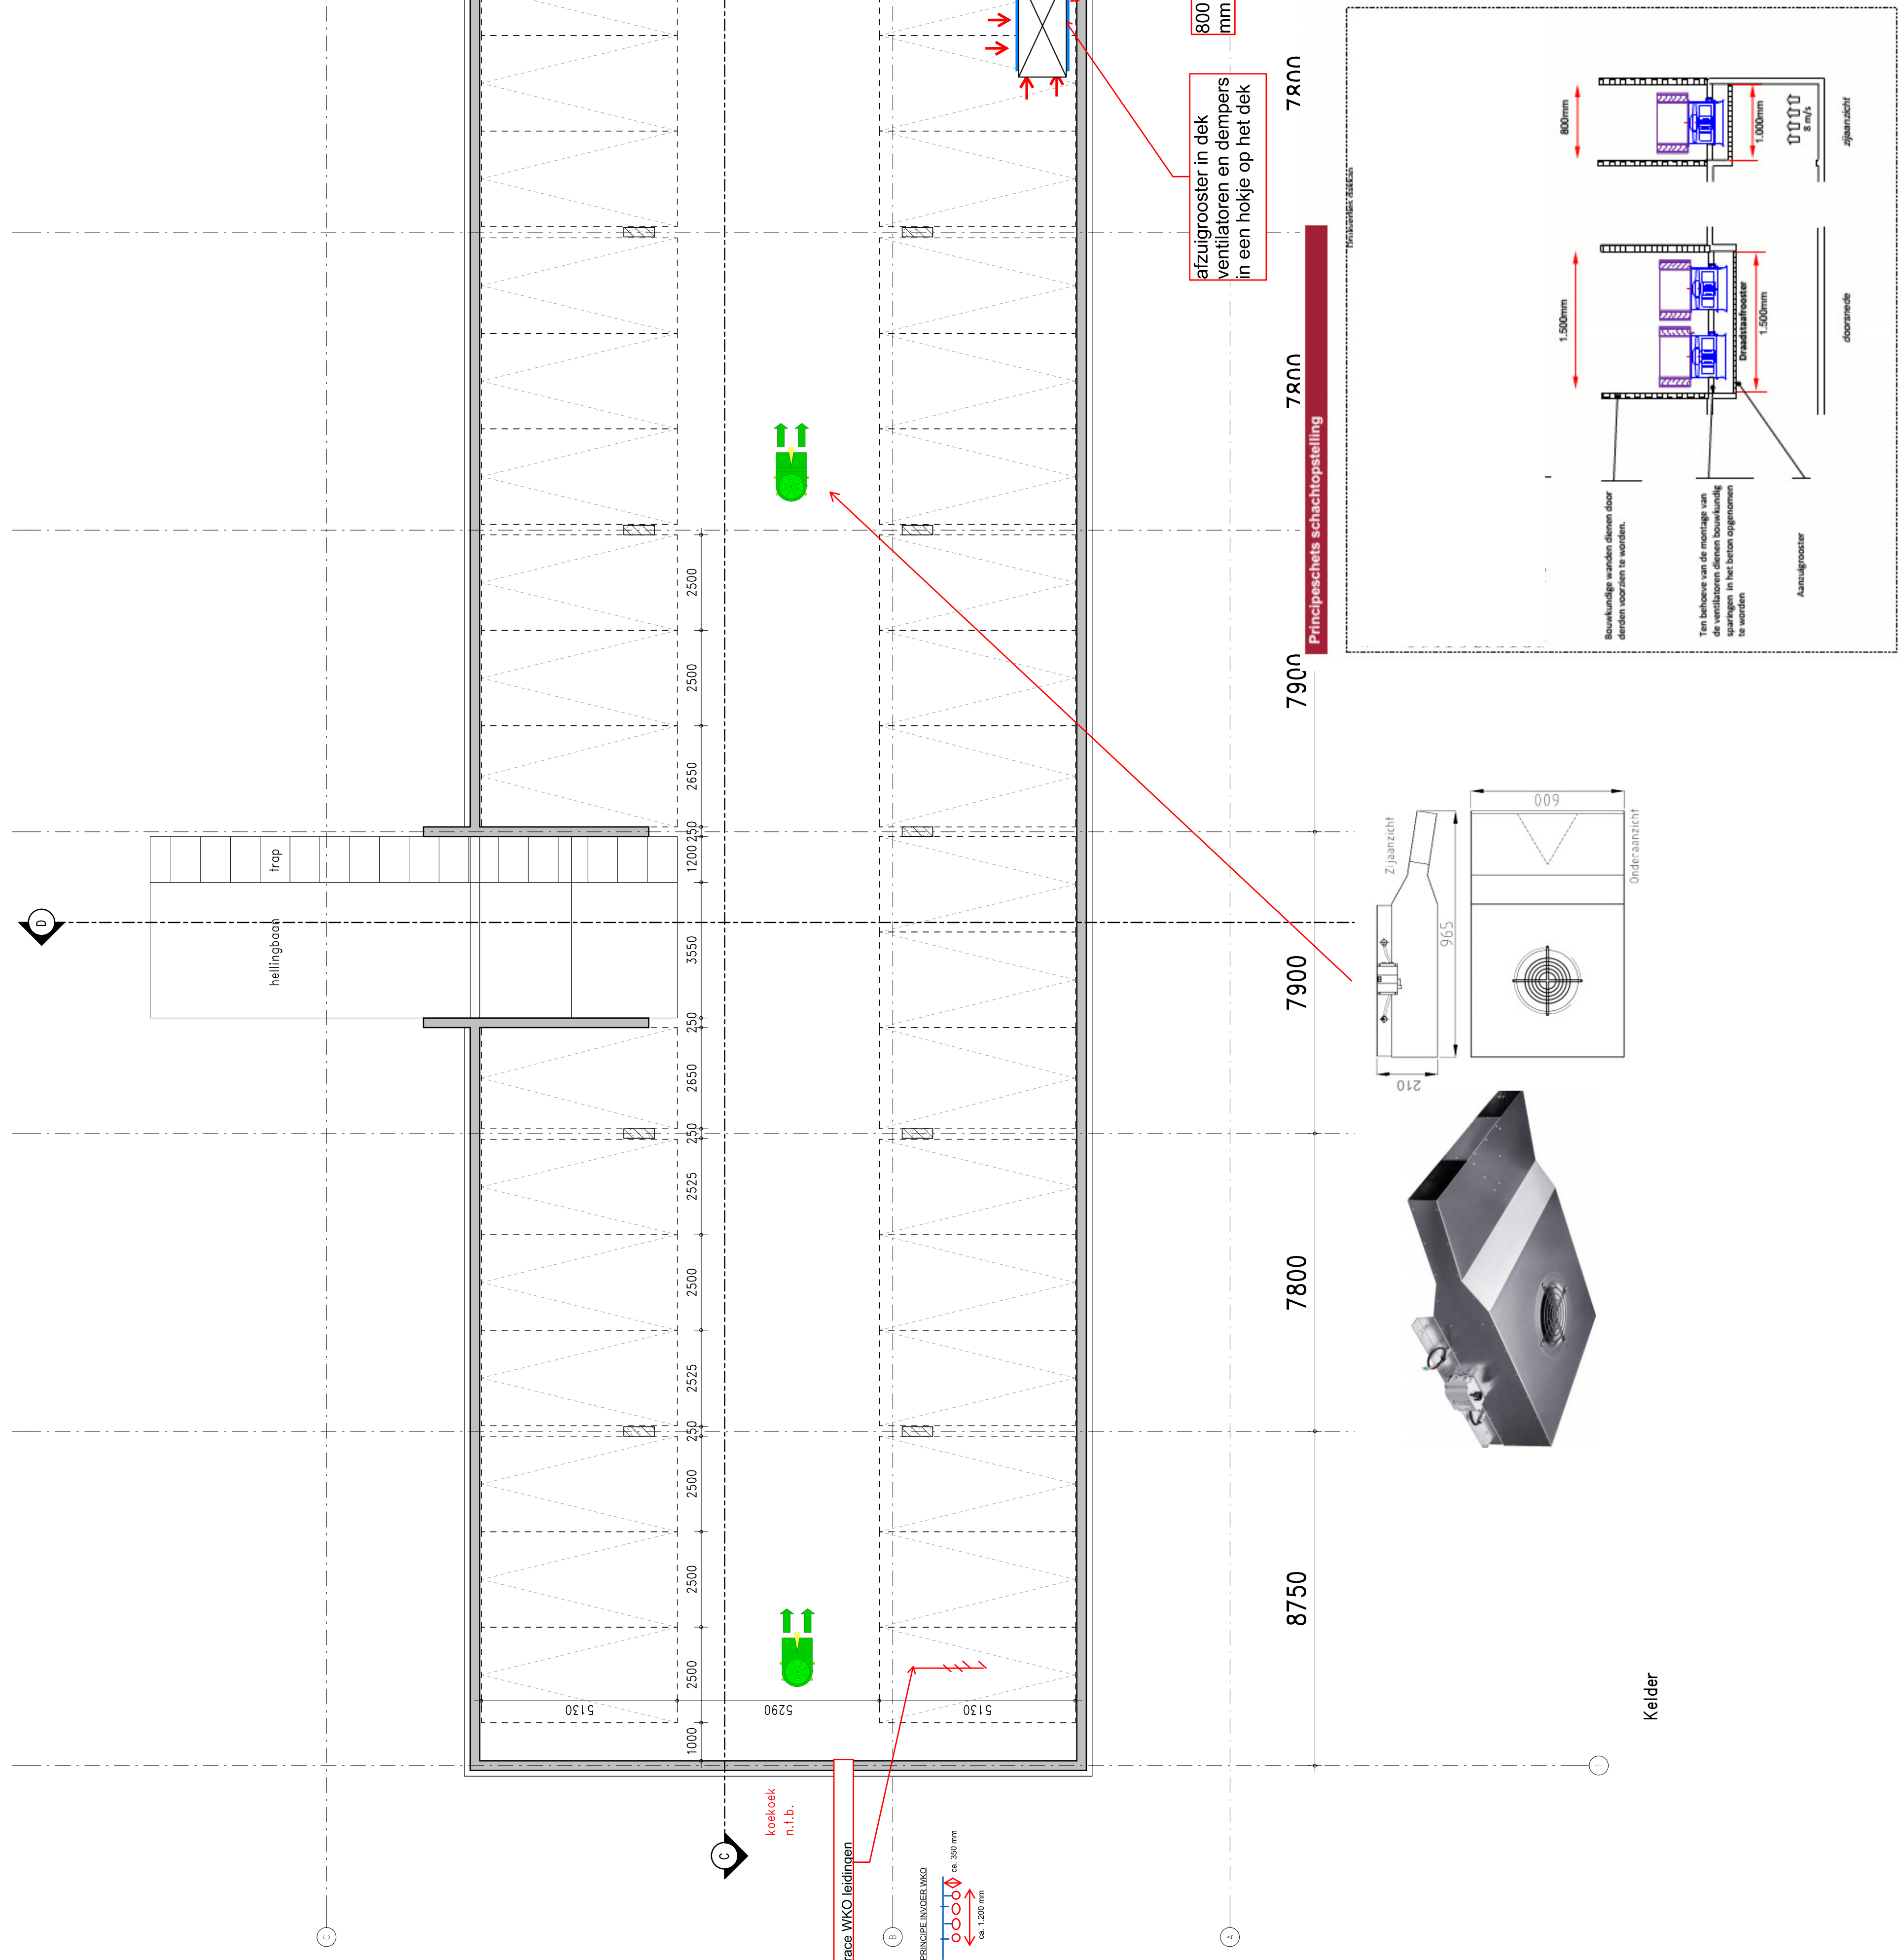 800
mm
afzuigrooster in dek
ventilatoren en dempers
in een hokje op het dek
7800
7800
7900
7900
7800
8750
Principeschets schachtopstelling
800mm
1.000mm
8 m/s
zijaanzicht
1.500mm
Draadstaafrooster
1.500mm
doorsnede
Bouwkundige wanden dienen door
derden voorzien te worden.
Ten behoeve van de montage van
de ventilatoren dienen bouwkundig
sparingen in het beton opgenomen
te worden
Aanzuigrooster
Zijaanzicht
965
210
600
Onderaanzicht
2500
2500
2650
250
1200
3550
250
2650
250
2525
2500
2525
250
2500
2500
2500
1000
5130
5290
5130
trap
hellingbaan
D
C
koekoek
n.t.b.
race WKO leidingen
PRINCIPE INVOER WKO
ca. 350 mm
ca. 1.200 mm
C
B
A
1
Kelder